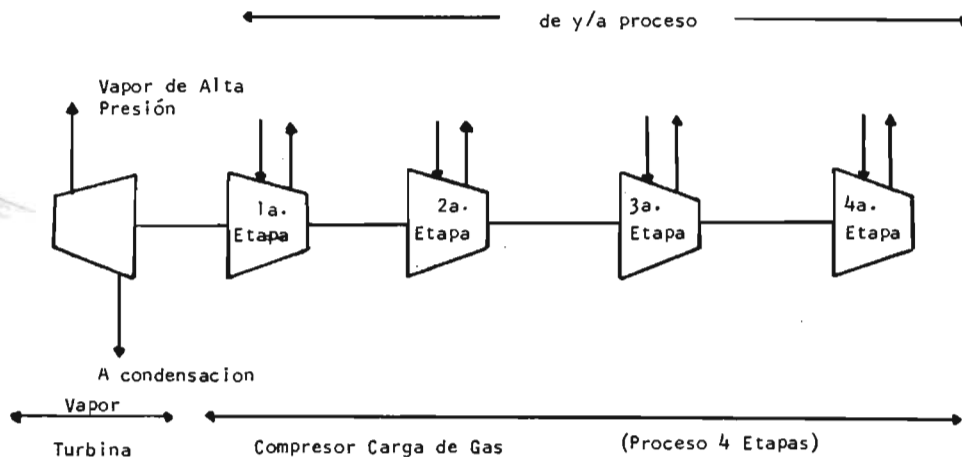 de y/a proceso
Vapor de Alta
Presión
1a.
Etapa
2a.
Etapa
3a.
Etapa
4a.
Etapa
A condensacion
Vapor
Turbina
Compresor Carga de Gas
(Proceso 4 Etapas)